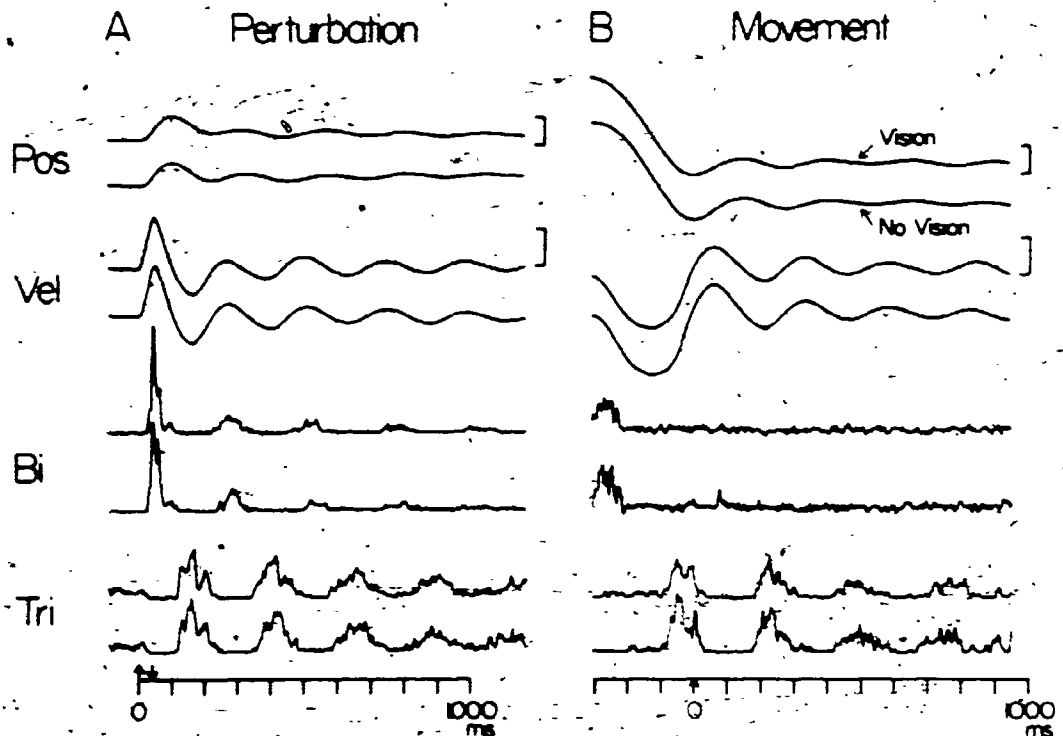 A Perturbation
B Movement
Pos.
Vision
No Vision
Vel
Bi
Tri
0 1000
ms
0 1000
ms